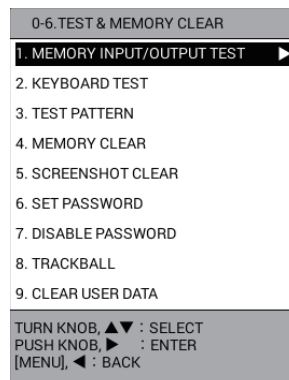 0-6.TEST & MEMORY CLEAR
1. MEMORY INPUT/OUTPUT TEST ▶
2. KEYBOARD TEST
3. TEST PATTERN
4. MEMORY CLEAR
5. SCREENSHOT CLEAR
6. SET PASSWORD
7. DISABLE PASSWORD
8. TRACKBALL
9. CLEAR USER DATA
TURN KNOB, ▲▼ : SELECT
PUSH KNOB, ▶ : ENTER
[MENU], ◀ : BACK